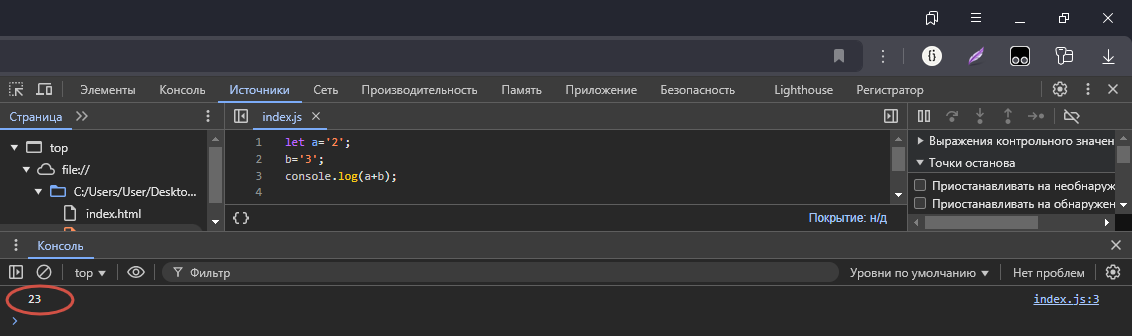 Элементы Консоль Источники Сеть Производительность Память Приложение Безопасность Lighthouse Регистратор
Страница
index.js
top
file://
C:/Users/User/Deskto...
index.html
1 let a='2';
2 b='3';
3 console.log(a+b);
4
{} Покрытие: н/д
Выражения контрольного значен
Точки останова
Приостанавливать на необнаруж
Приостанавливать на обнаружен
Консоль
top Фильтр Уровни по умолчанию Нет проблем
23 index.js:3